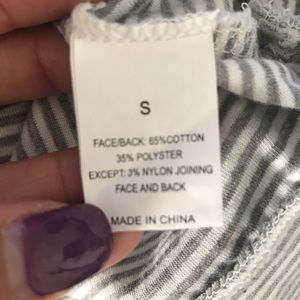 S
FACE/BACK: 65%COTTON
35% POLYSTER
EXCEPT: 3% NYLON JOINING
FACE AND BACK
MADE IN CHINA